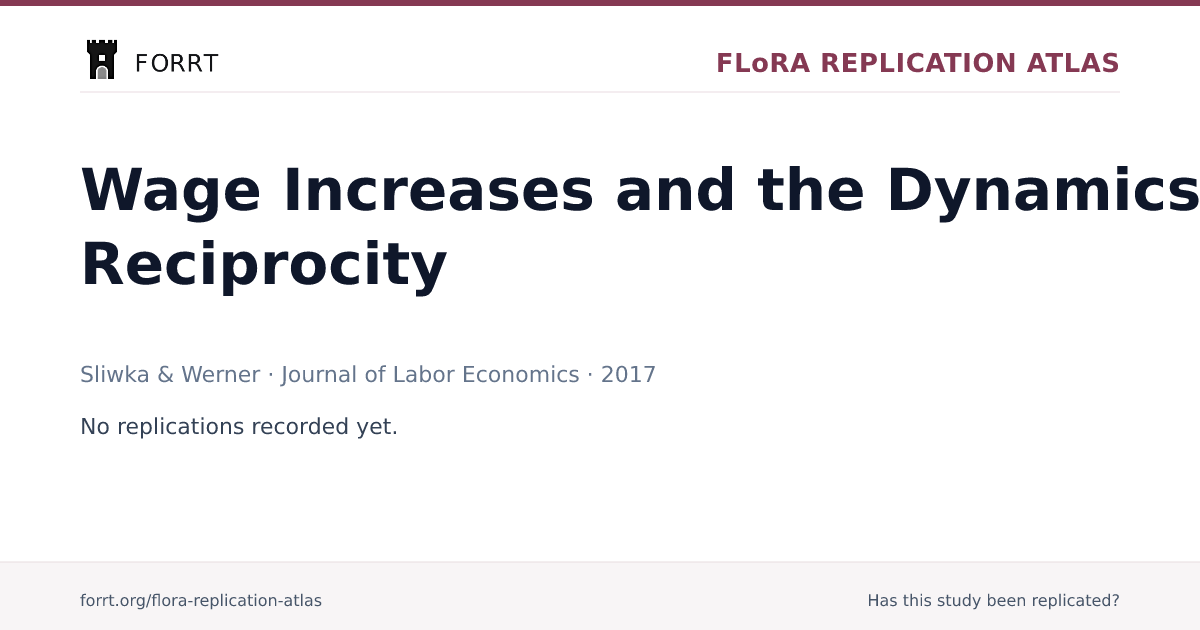 FORRT
FLoRA REPLICATION ATLAS
Wage Increases and the Dynamics
Reciprocity
Sliwka & Werner · Journal of Labor Economics · 2017
No replications recorded yet.
forrt.org/flora-replication-atlas
Has this study been replicated?